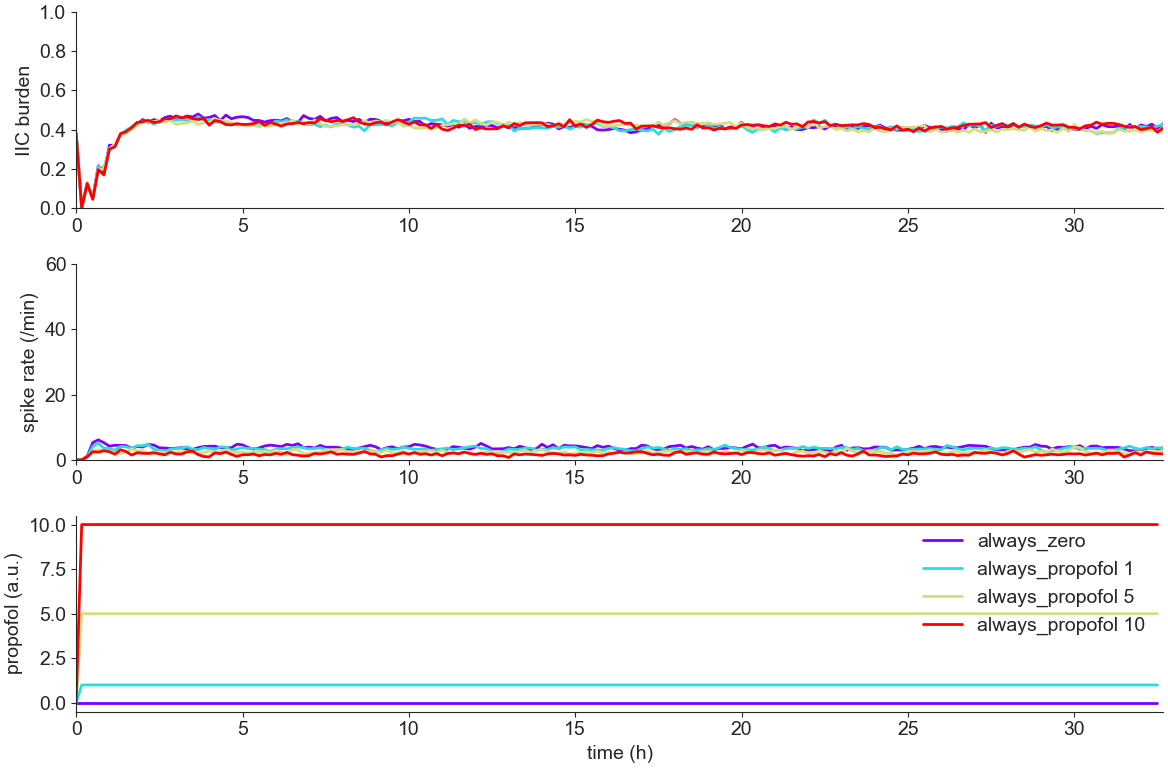 1.0
0.8
0.6
0.4
0.2
0.0
IIC burden
0 5 10 15 20 25 30
60
40
20
0
spike rate (/min)
0 5 10 15 20 25 30
10.0
7.5
5.0
2.5
0.0
propofol (a.u.)
always_zero
always_propofol 1
always_propofol 5
always_propofol 10
0 5 10 15 20 25 30
time (h)